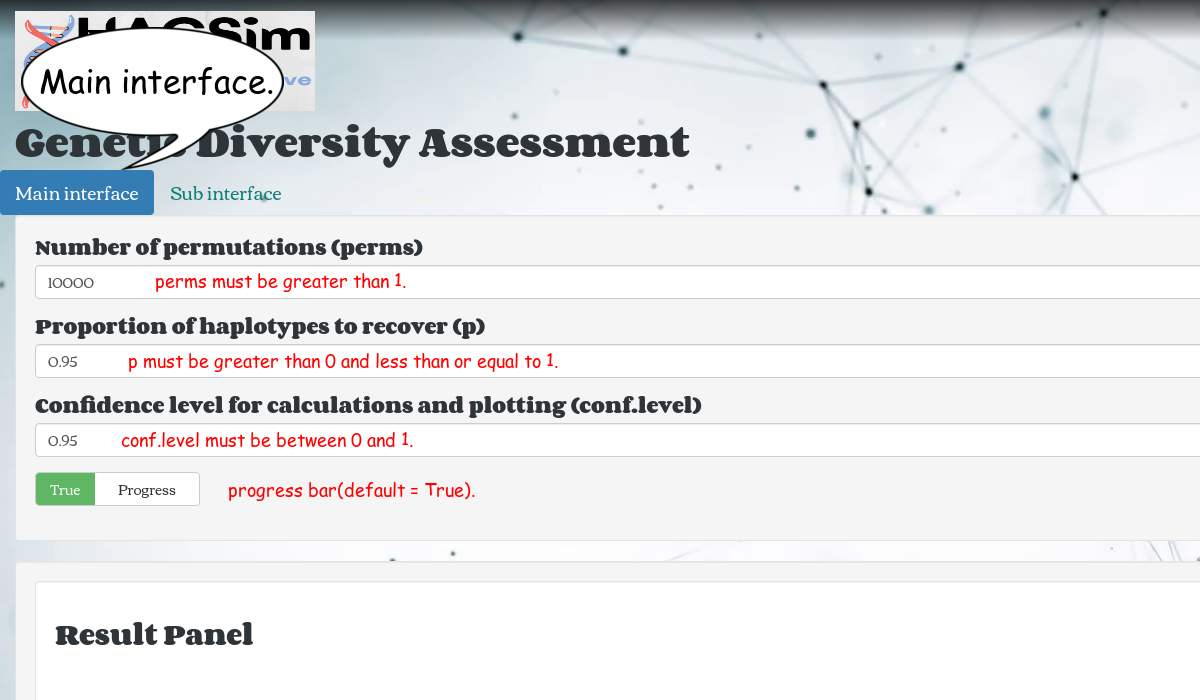 HACSim
Main interface.
Genetic Diversity Assessment
Main interface Sub interface
Number of permutations (perms)
10000 perms must be greater than 1.
Proportion of haplotypes to recover (p)
0.95 p must be greater than 0 and less than or equal to 1.
Confidence level for calculations and plotting (conf.level)
0.95 conf.level must be between 0 and 1.
True Progress progress bar(default = True).
Result Panel